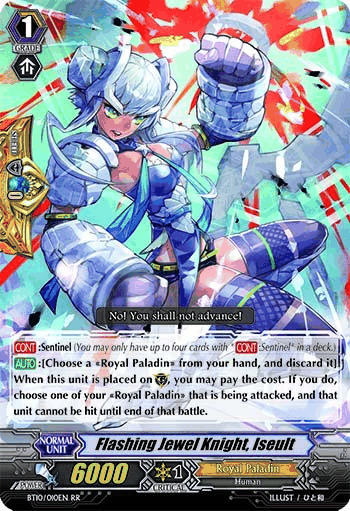 1
GRADE
SHIELD
0
No! You shall not advance!
CONT :Sentinel (You may only have up to four cards with " CONT :Sentinel" in a deck.)
AUTO :[Choose a «Royal Paladin» from your hand, and discard it]
When this unit is placed on GC, you may pay the cost. If you do,
choose one of your «Royal Paladin» that is being attacked, and that
unit cannot be hit until end of that battle.
NORMAL
UNIT
Flashing Jewel Knight, Iseult
POWER
6000
1
CRITICAL
Royal Paladin
Human
BT10/010EN RR
ILLUST / ひと和